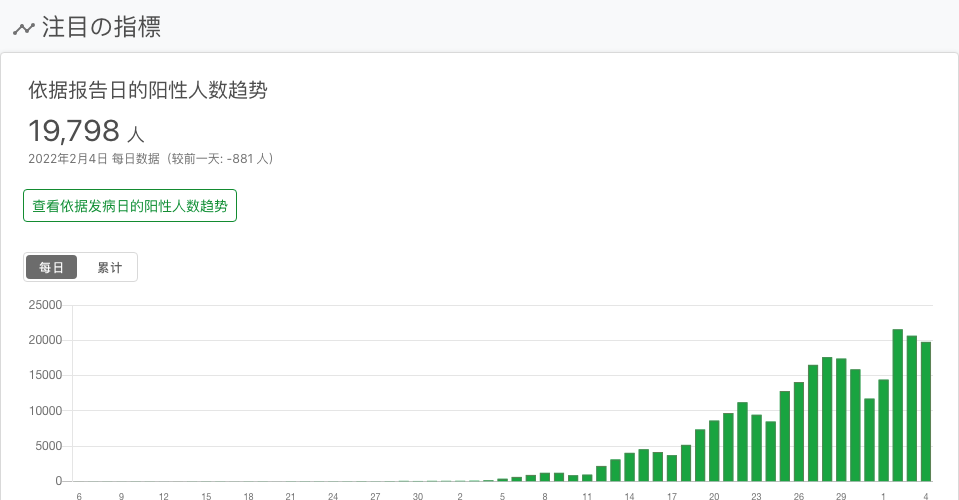 注目の指標
依据报告日的阳性人数趋势
19,798 人
2022年2月4日 每日数据（较前一天: -881 人）
查看依据发病日的阳性人数趋势
每日 累计
25000
20000
15000
10000
5000
0
6 9 12 15 18 21 24 27 30 2 5 8 11 14 17 20 23 26 29 1 4